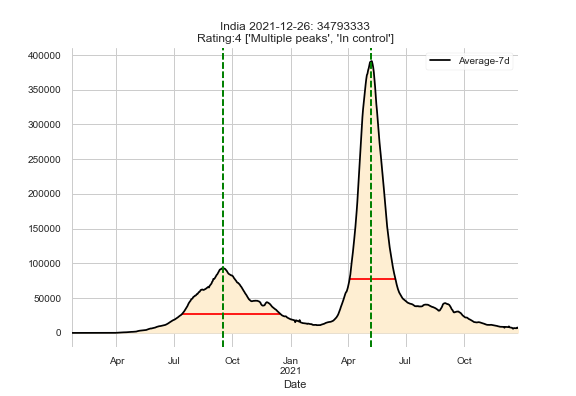 India 2021-12-26: 34793333
Rating:4 ['Multiple peaks', 'In control']
Average-7d
400000
350000
300000
250000
200000
150000
100000
50000
0
Apr Jul Oct Jan Apr Jul Oct
2021
Date